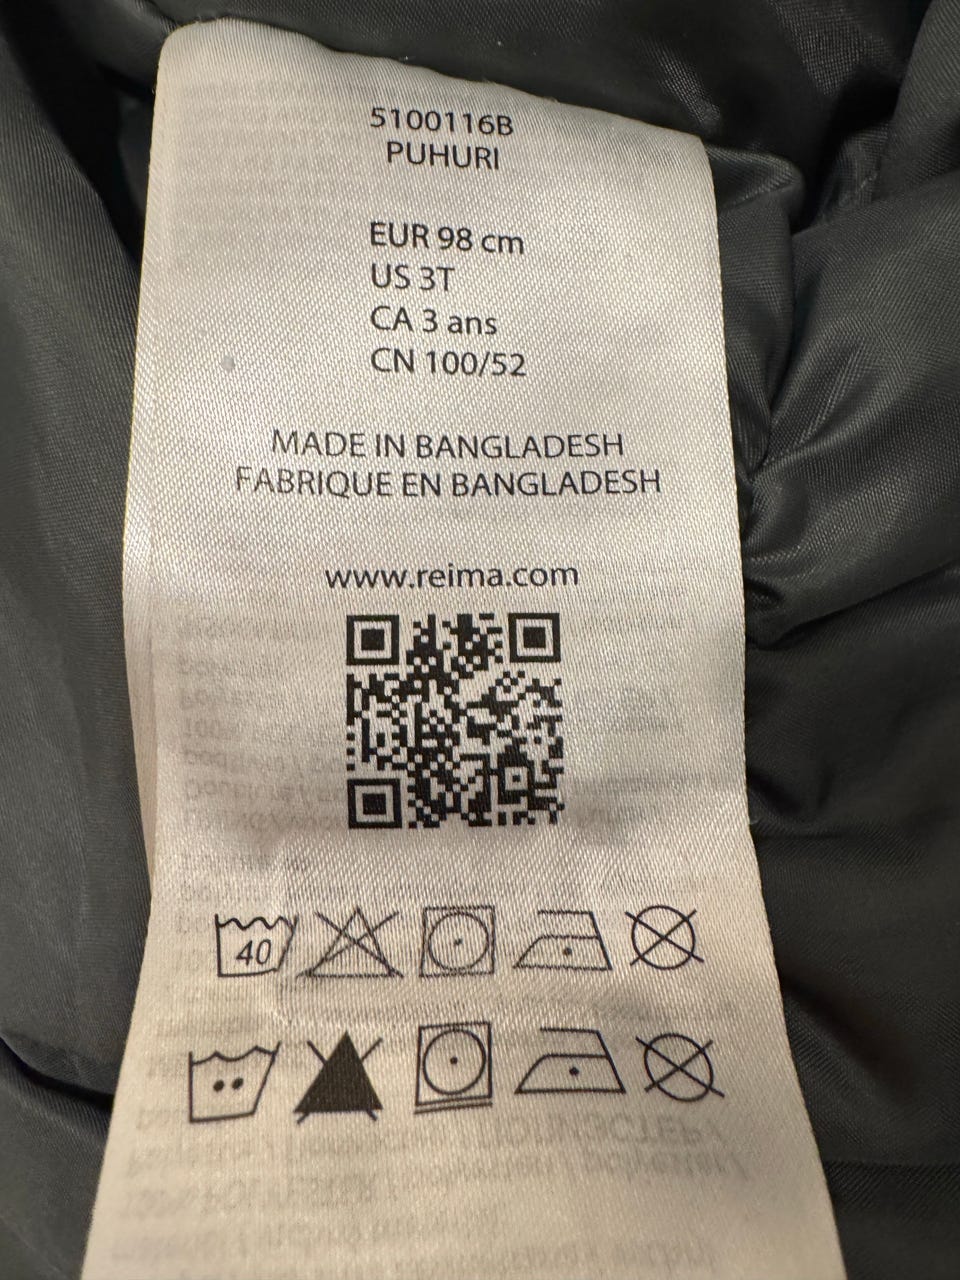 5100116B
PUHURI
EUR 98 cm
US 3T
CA 3 ans
CN 100/52
MADE IN BANGLADESH
FABRIQUE EN BANGLADESH
www.reima.com
40